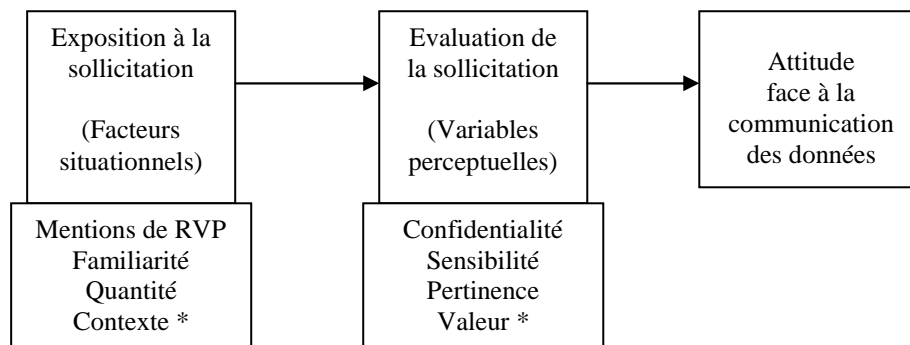 Exposition à la
sollicitation
(Facteurs
situationnels)
Mentions de RVP
Familiarité
Quantité
Contexte *
Evaluation de
la sollicitation
(Variables
perceptuelles)
Confidentialité
Sensibilité
Pertinence
Valeur *
Attitude
face à la
communication
des données